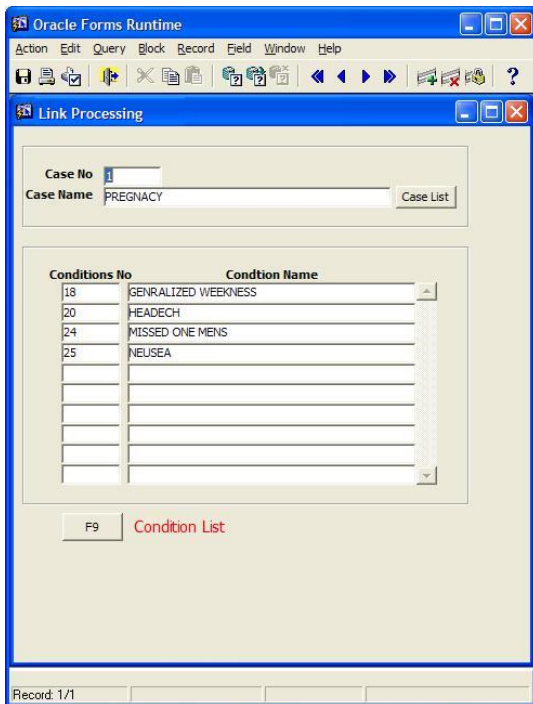 Oracle Forms Runtime
Action Edit Query Block Record Field Window Help
?
Link Processing
Case No 1
Case Name PREGNACY Case List
Conditions No Condtion Name
18 GENRALIZED WEEKNESS
20 HEADECH
24 MISSED ONE MENS
25 NEUSEA
F9 Condition List
Record: 1/1